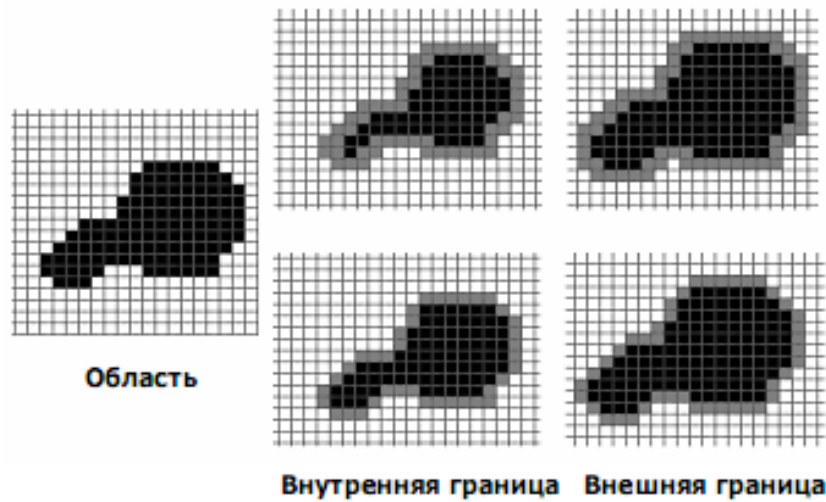 Область
Внутренняя граница
Внешняя граница